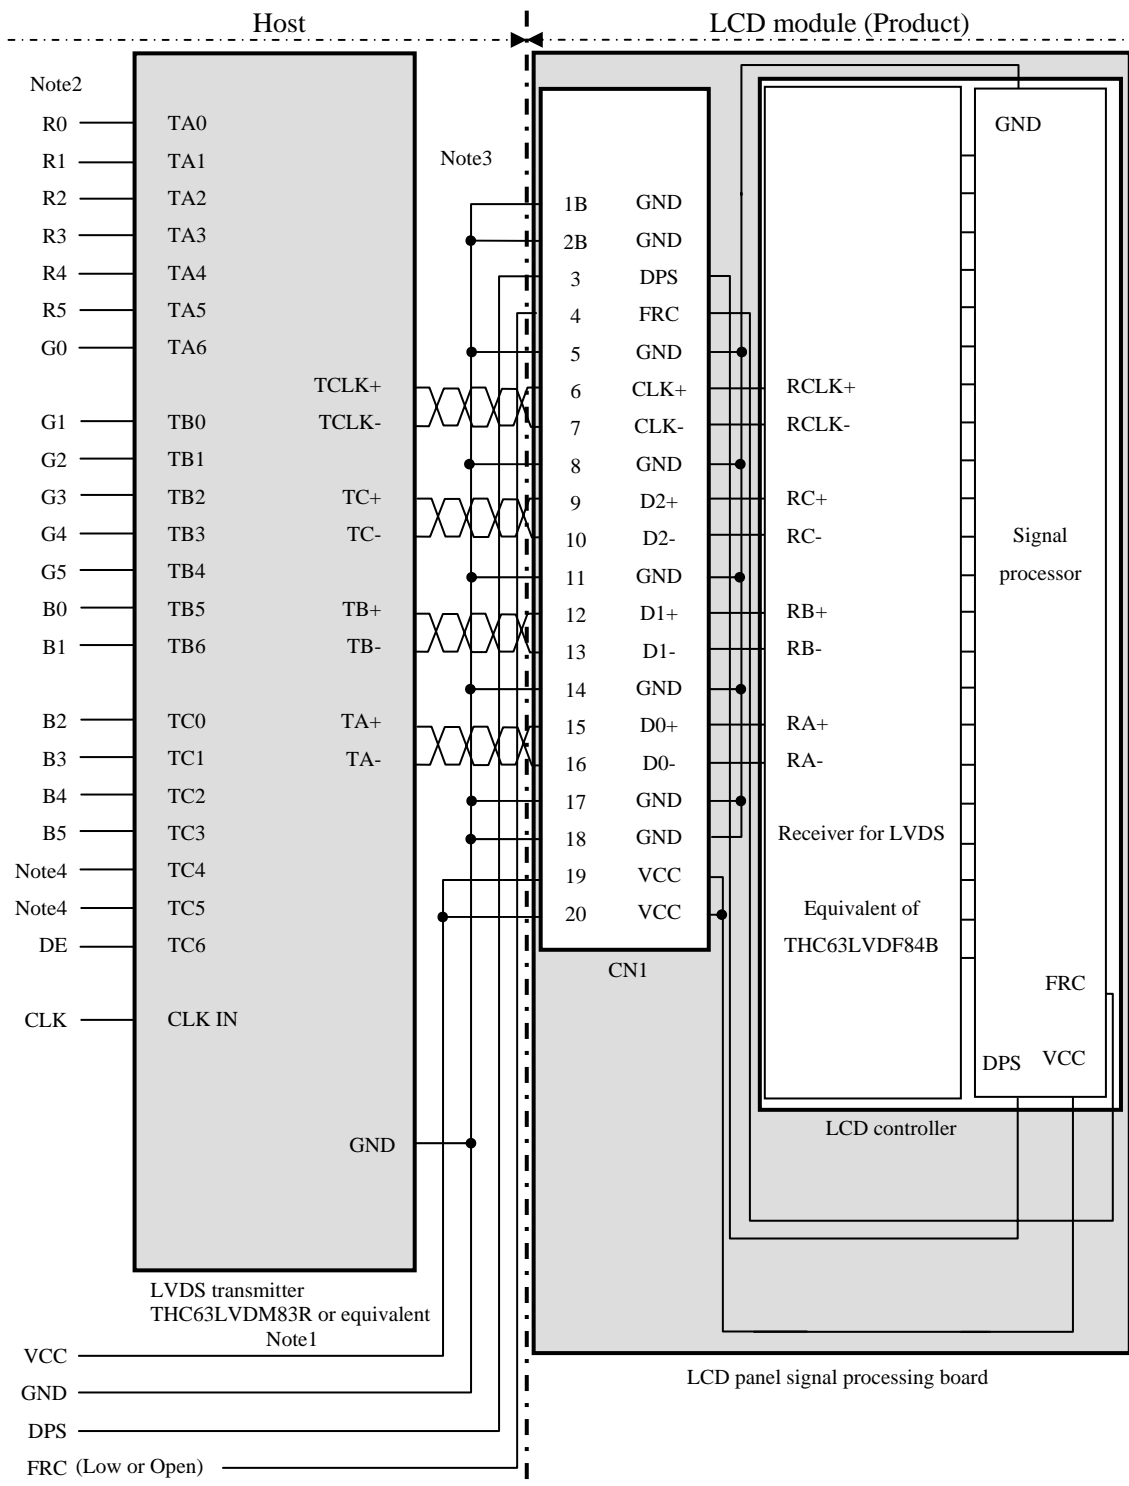 Host
LCD module (Product)
Note2
R0 TA0
R1 TA1
R2 TA2
R3 TA3
R4 TA4
R5 TA5
G0 TA6
G1 TB0
G2 TB1
G3 TB2
G4 TB3
G5 TB4
B0 TB5
B1 TB6
B2 TC0
B3 TC1
B4 TC2
B5 TC3
Note4 TC4
Note4 TC5
DE TC6
CLK CLK IN
TCLK+
TCLK-
TC+
TC-
TB+
TB-
TA+
TA-
GND
LVDS transmitter
THC63LVDM83R or equivalent
Note1
VCC
GND
DPS
FRC (Low or Open)
Note3
1B GND
2B GND
3 DPS
4 FRC
5 GND
6 CLK+
7 CLK-
8 GND
9 D2+
10 D2-
11 GND
12 D1+
13 D1-
14 GND
15 D0+
16 D0-
17 GND
18 GND
19 VCC
20 VCC
CN1
RCLK+
RCLK-
RC+
RC-
RB+
RB-
RA+
RA-
Receiver for LVDS
Equivalent of
THC63LVDF84B
GND
Signal
processor
FRC
DPS VCC
LCD controller
LCD panel signal processing board